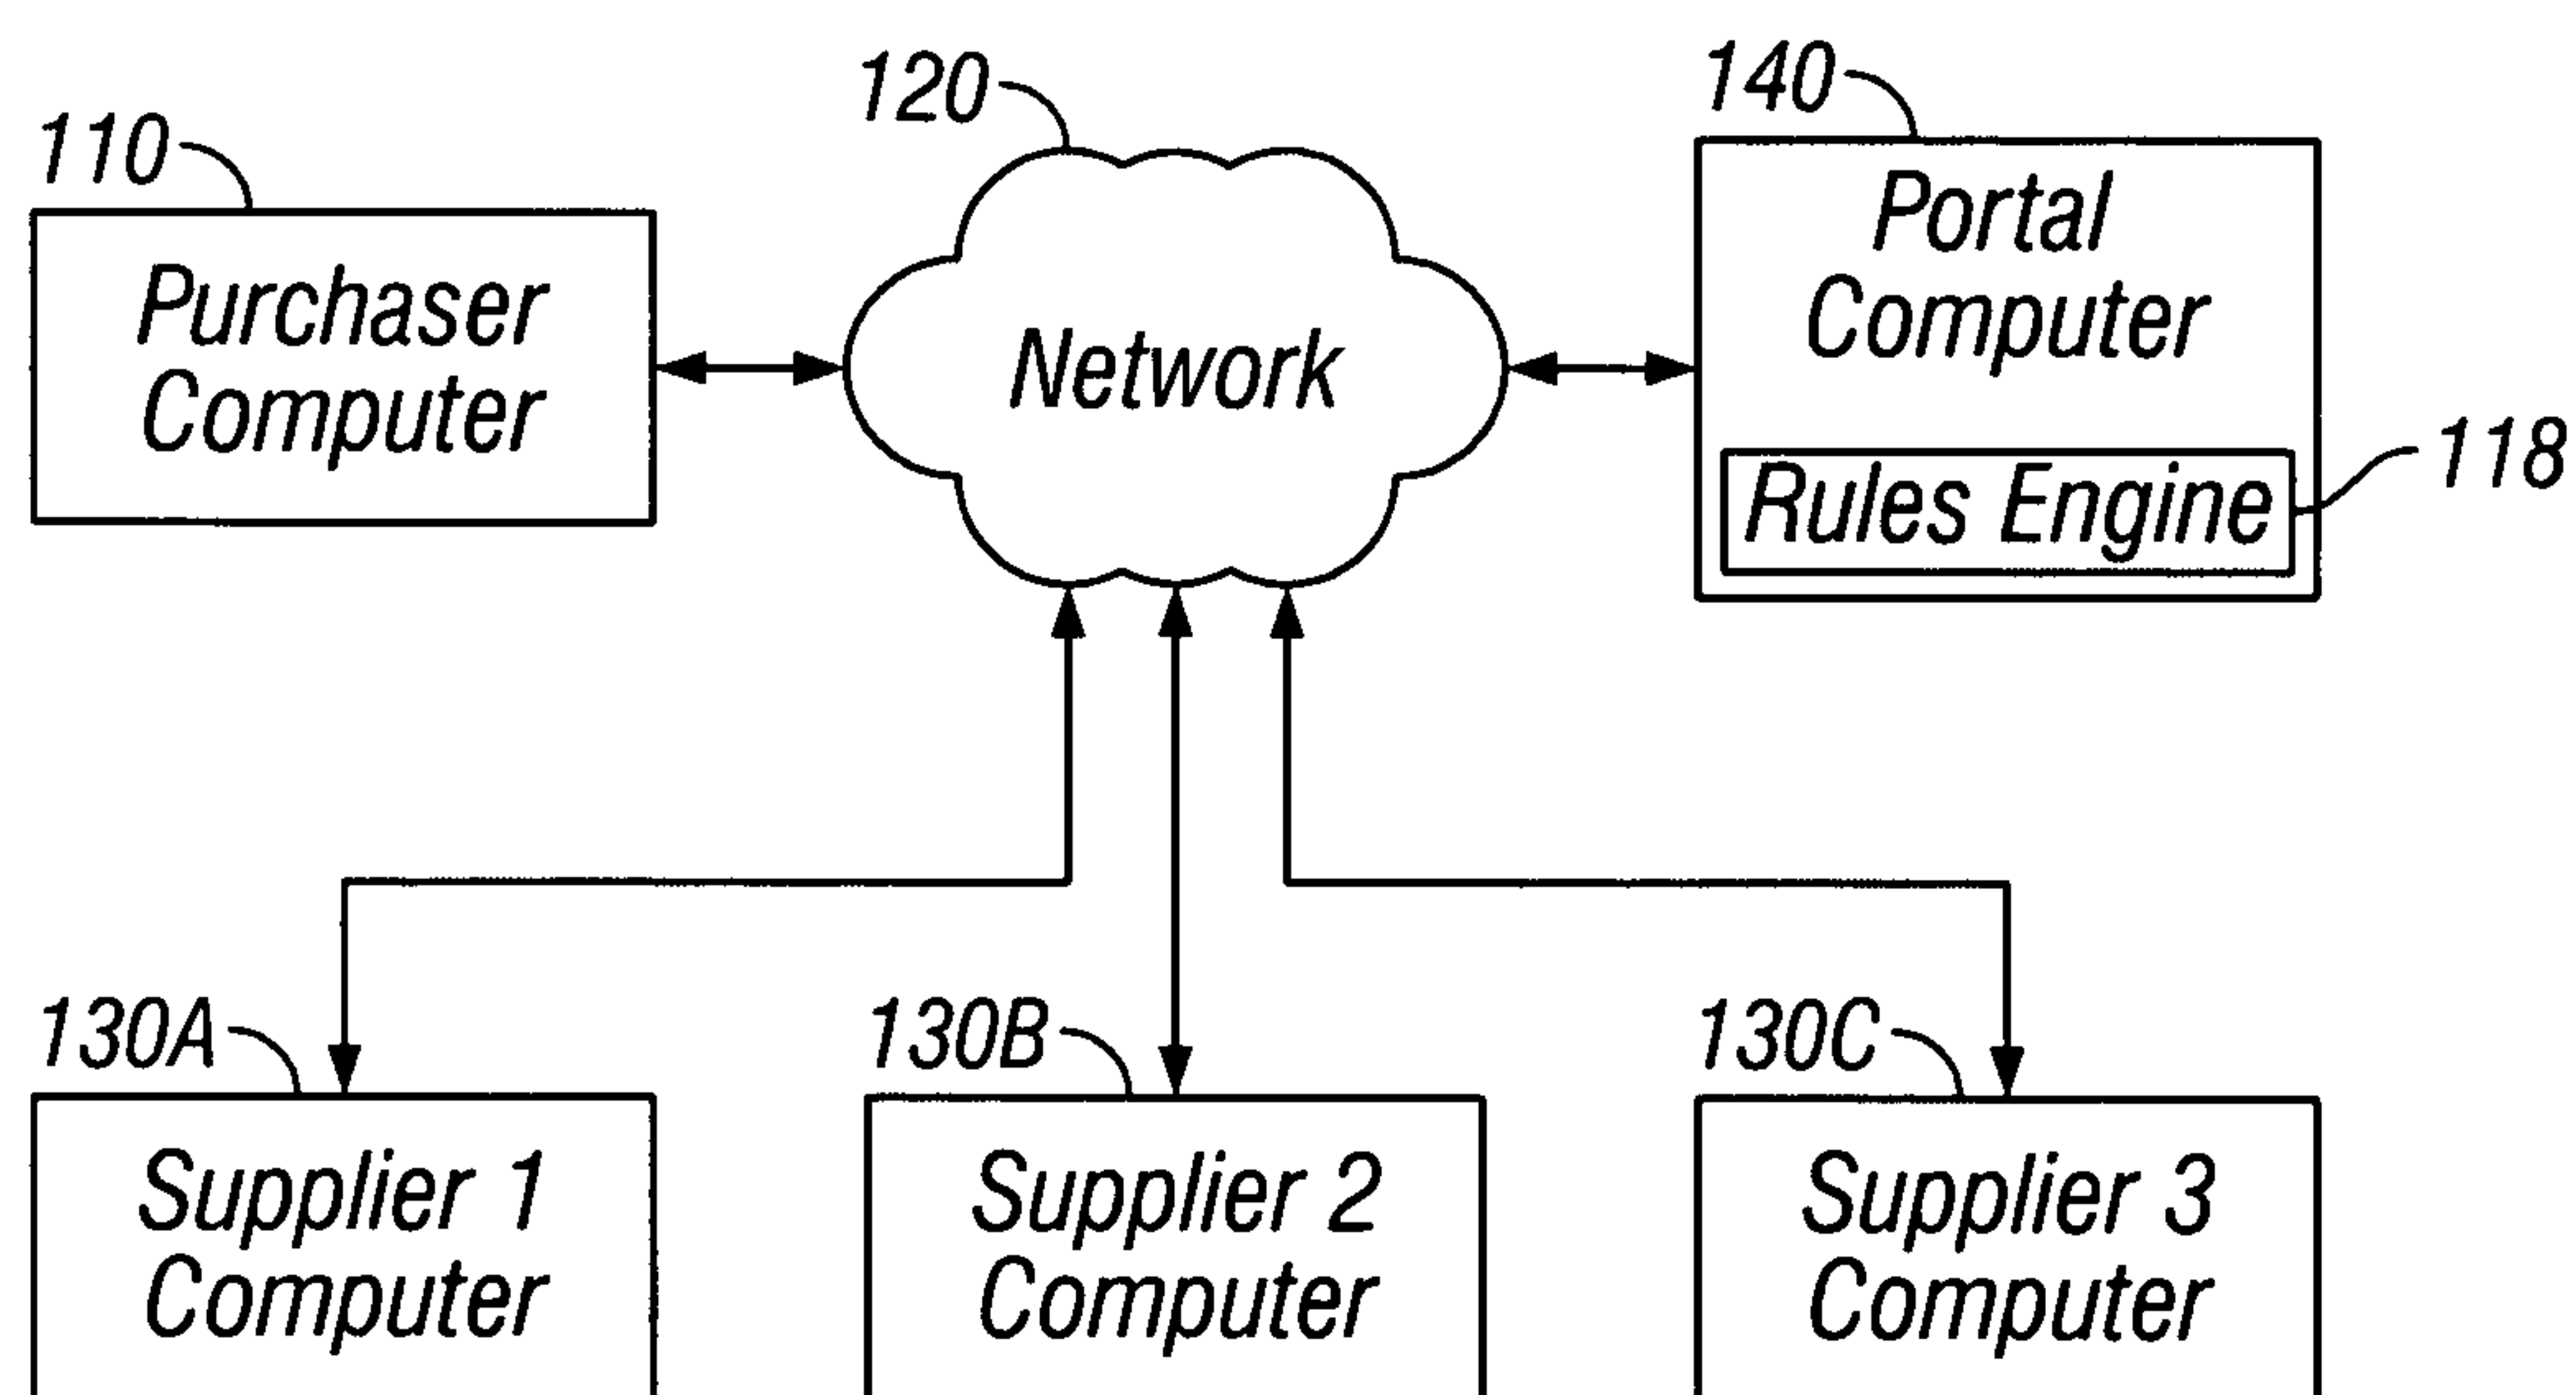 120
140
110
Portal
Computer
Purchaser
Computer
Network
118
Rules Engine
130A
130B
130C
Supplier 1
Computer
Supplier 2
Computer
Supplier 3
Computer